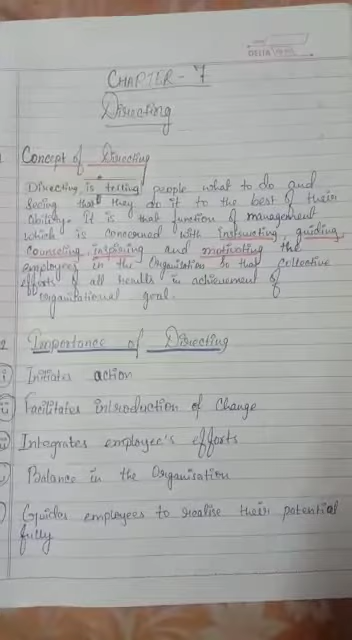 DELTA
CHAPTER - 7
Directing
Concept of Directing
Directing is telling people what to do and
seeing that they do it to the best of their
ability. it is that function of management
which is concerned with instructing, guiding,
counseling, inspiring and motivating the
employees in the Organisation so that collective
efforts of all results in achievement of
organisational goal.
2 Importance of Directing
i Initiates action
ii Facilitates introduction of Change
Integrates employee's efforts
Balance in the Organisation
Guides employees to realise their potential
fully